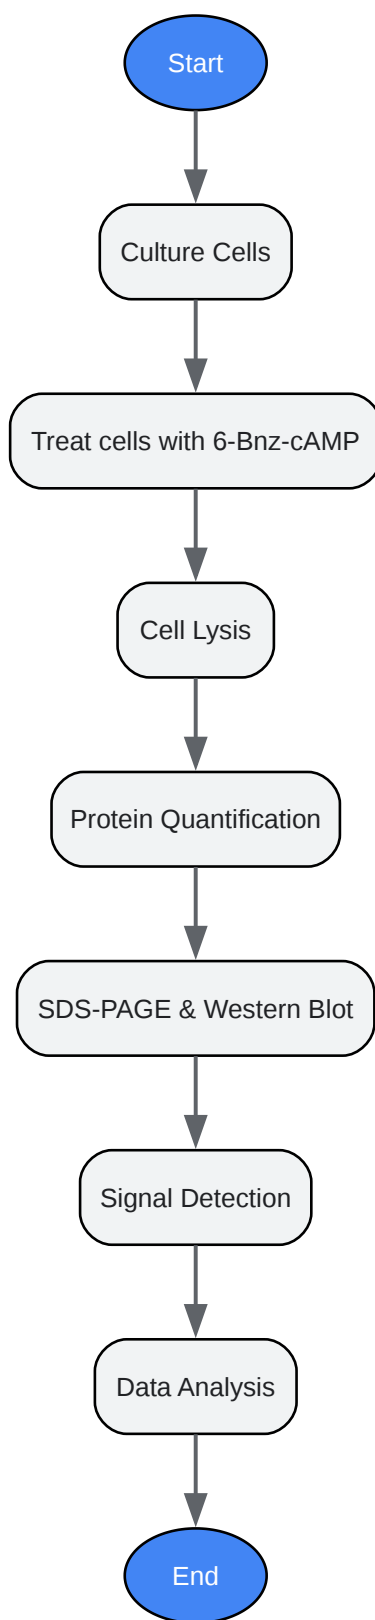 Start
Culture Cells
Treat cells with 6-Bnz-cAMP
Cell Lysis
Protein Quantification
SDS-PAGE & Western Blot
Signal Detection
Data Analysis
End